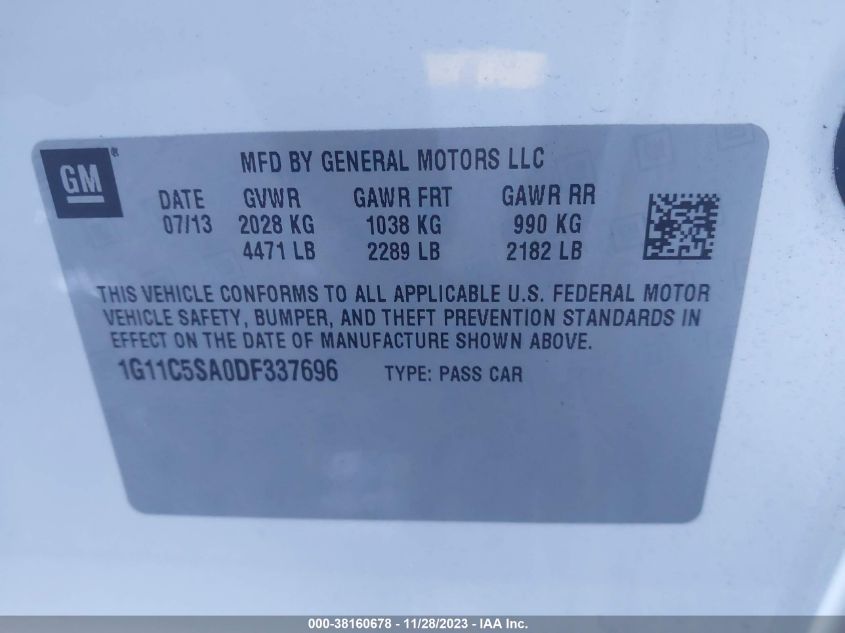 GM®
MFD BY GENERAL MOTORS LLC
DATE GVWR GAWR FRT GAWR RR
07/13 2028 KG 1038 KG 990 KG
4471 LB 2289 LB 2182 LB
THIS VEHICLE CONFORMS TO ALL APPLICABLE U.S. FEDERAL MOTOR
VEHICLE SAFETY, BUMPER, AND THEFT PREVENTION STANDARDS IN
EFFECT ON THE DATE OF MANUFACTURE SHOWN ABOVE.
1G11C5SA0DF337696 TYPE: PASS CAR
000-38160678 | 11/28/2023 - IAA Inc.